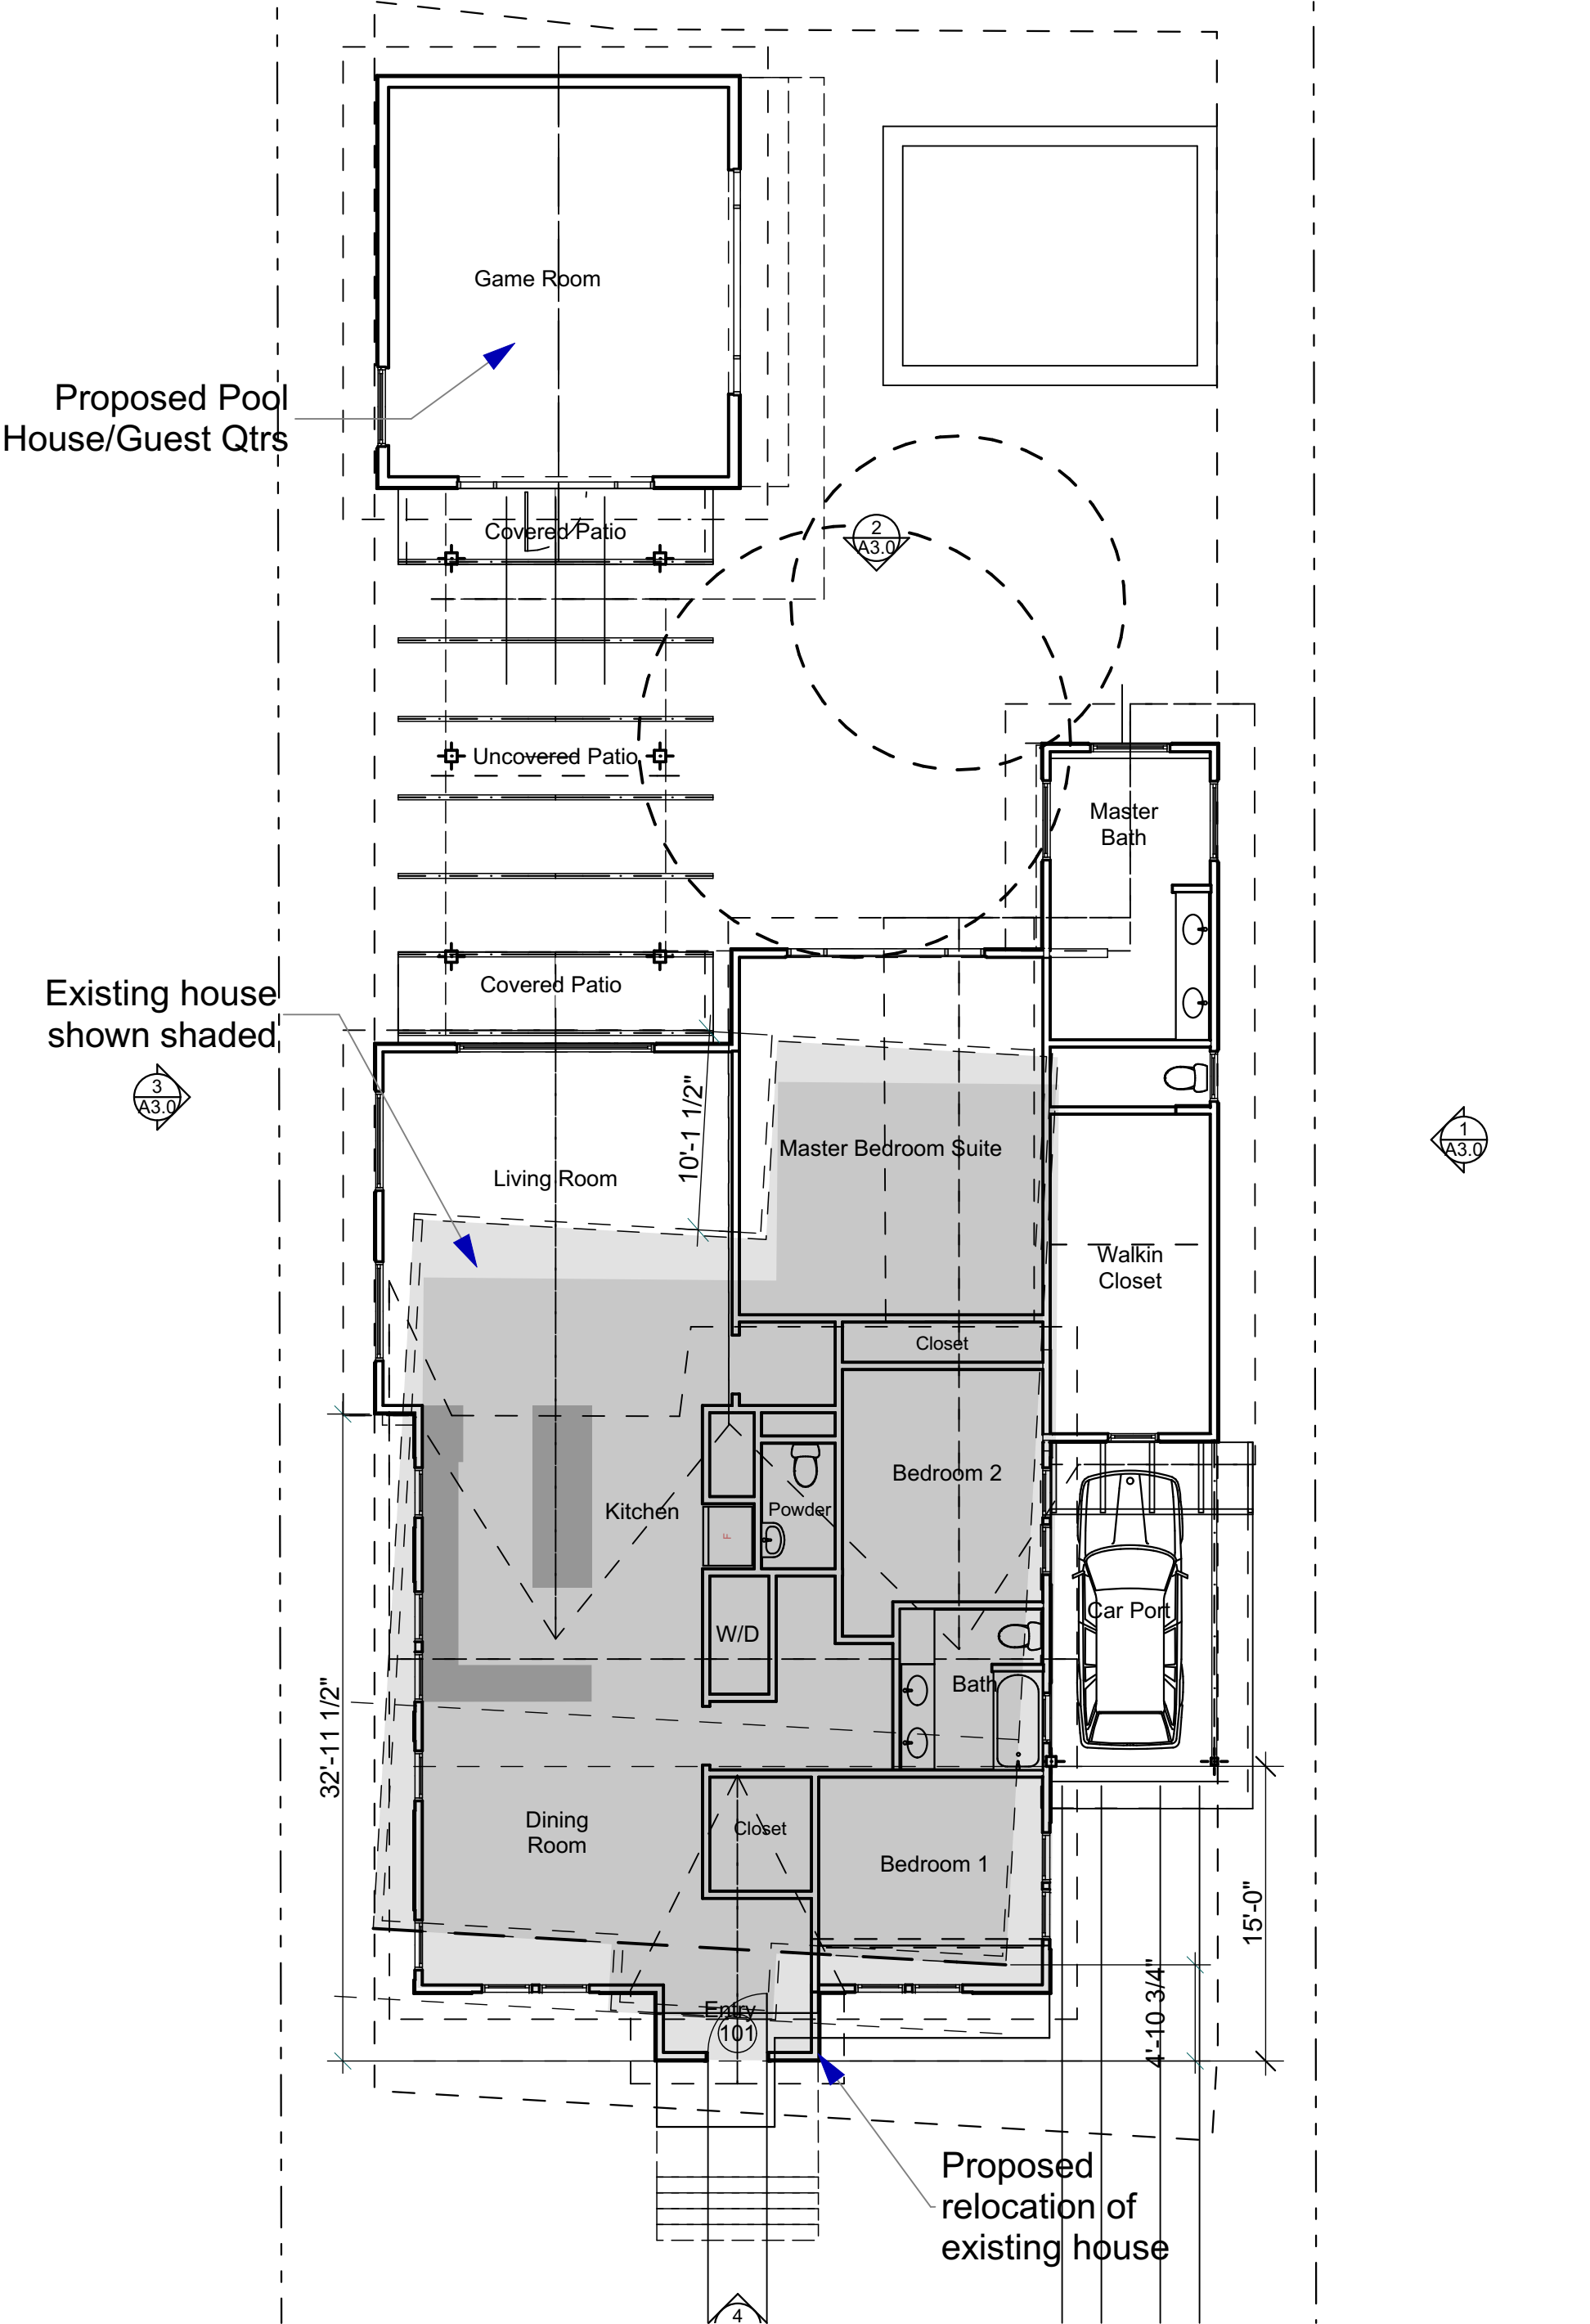 Game Room
Proposed Pool
House/Guest Qtrs
Covered Patio
2
A3.0
Uncovered Patio
Master
Bath
Covered Patio
Existing house
shown shaded
3
A3.0
10'-1 1/2"
1
A3.0
Master Bedroom Suite
Living Room
Walkin
Closet
Closet
Bedroom 2
Kitchen
Powder
F
Car Port
W/D
Bath
32'-11 1/2"
Dining
Room
Closet
Bedroom 1
15'-0"
4'-10 3/4"
Entry
101
Proposed
relocation of
existing house
4